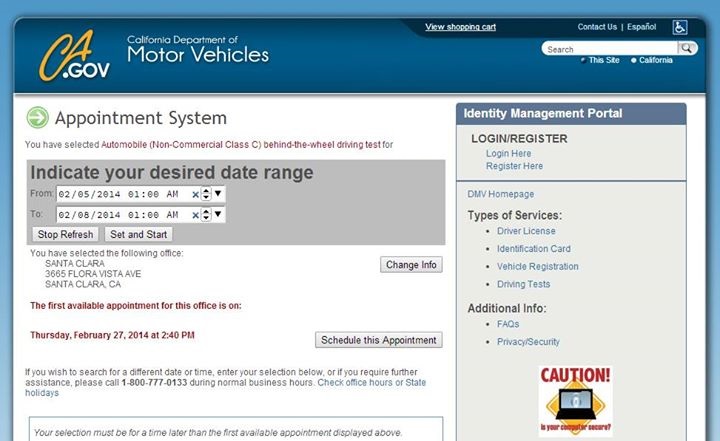 View shopping cart
Contact Us | Español
CA.GOV
California Department of
Motor Vehicles
Search
This Site California
Appointment System
You have selected Automobile (Non-Commercial Class C) behind-the-wheel driving test for
Indicate your desired date range
From: 02/05/2014 01:00 AM
To: 02/08/2014 01:00 AM
Stop Refresh Set and Start
You have selected the following office:
SANTA CLARA
3665 FLORA VISTA AVE
SANTA CLARA, CA
Change Info
The first available appointment for this office is on:
Thursday, February 27, 2014 at 2:40 PM
Schedule this Appointment
If you wish to search for a different date or time, enter your selection below, or if you require further
assistance, please call 1-800-777-0133 during normal business hours. Check office hours or State
holidays
Your selection must be for a time later than the first available appointment displayed above.
Identity Management Portal
LOGIN/REGISTER
Login Here
Register Here
DMV Homepage
Types of Services:
Driver License
Identification Card
Vehicle Registration
Driving Tests
Additional Info:
FAQs
Privacy/Security
CAUTION!
is your computer secure?